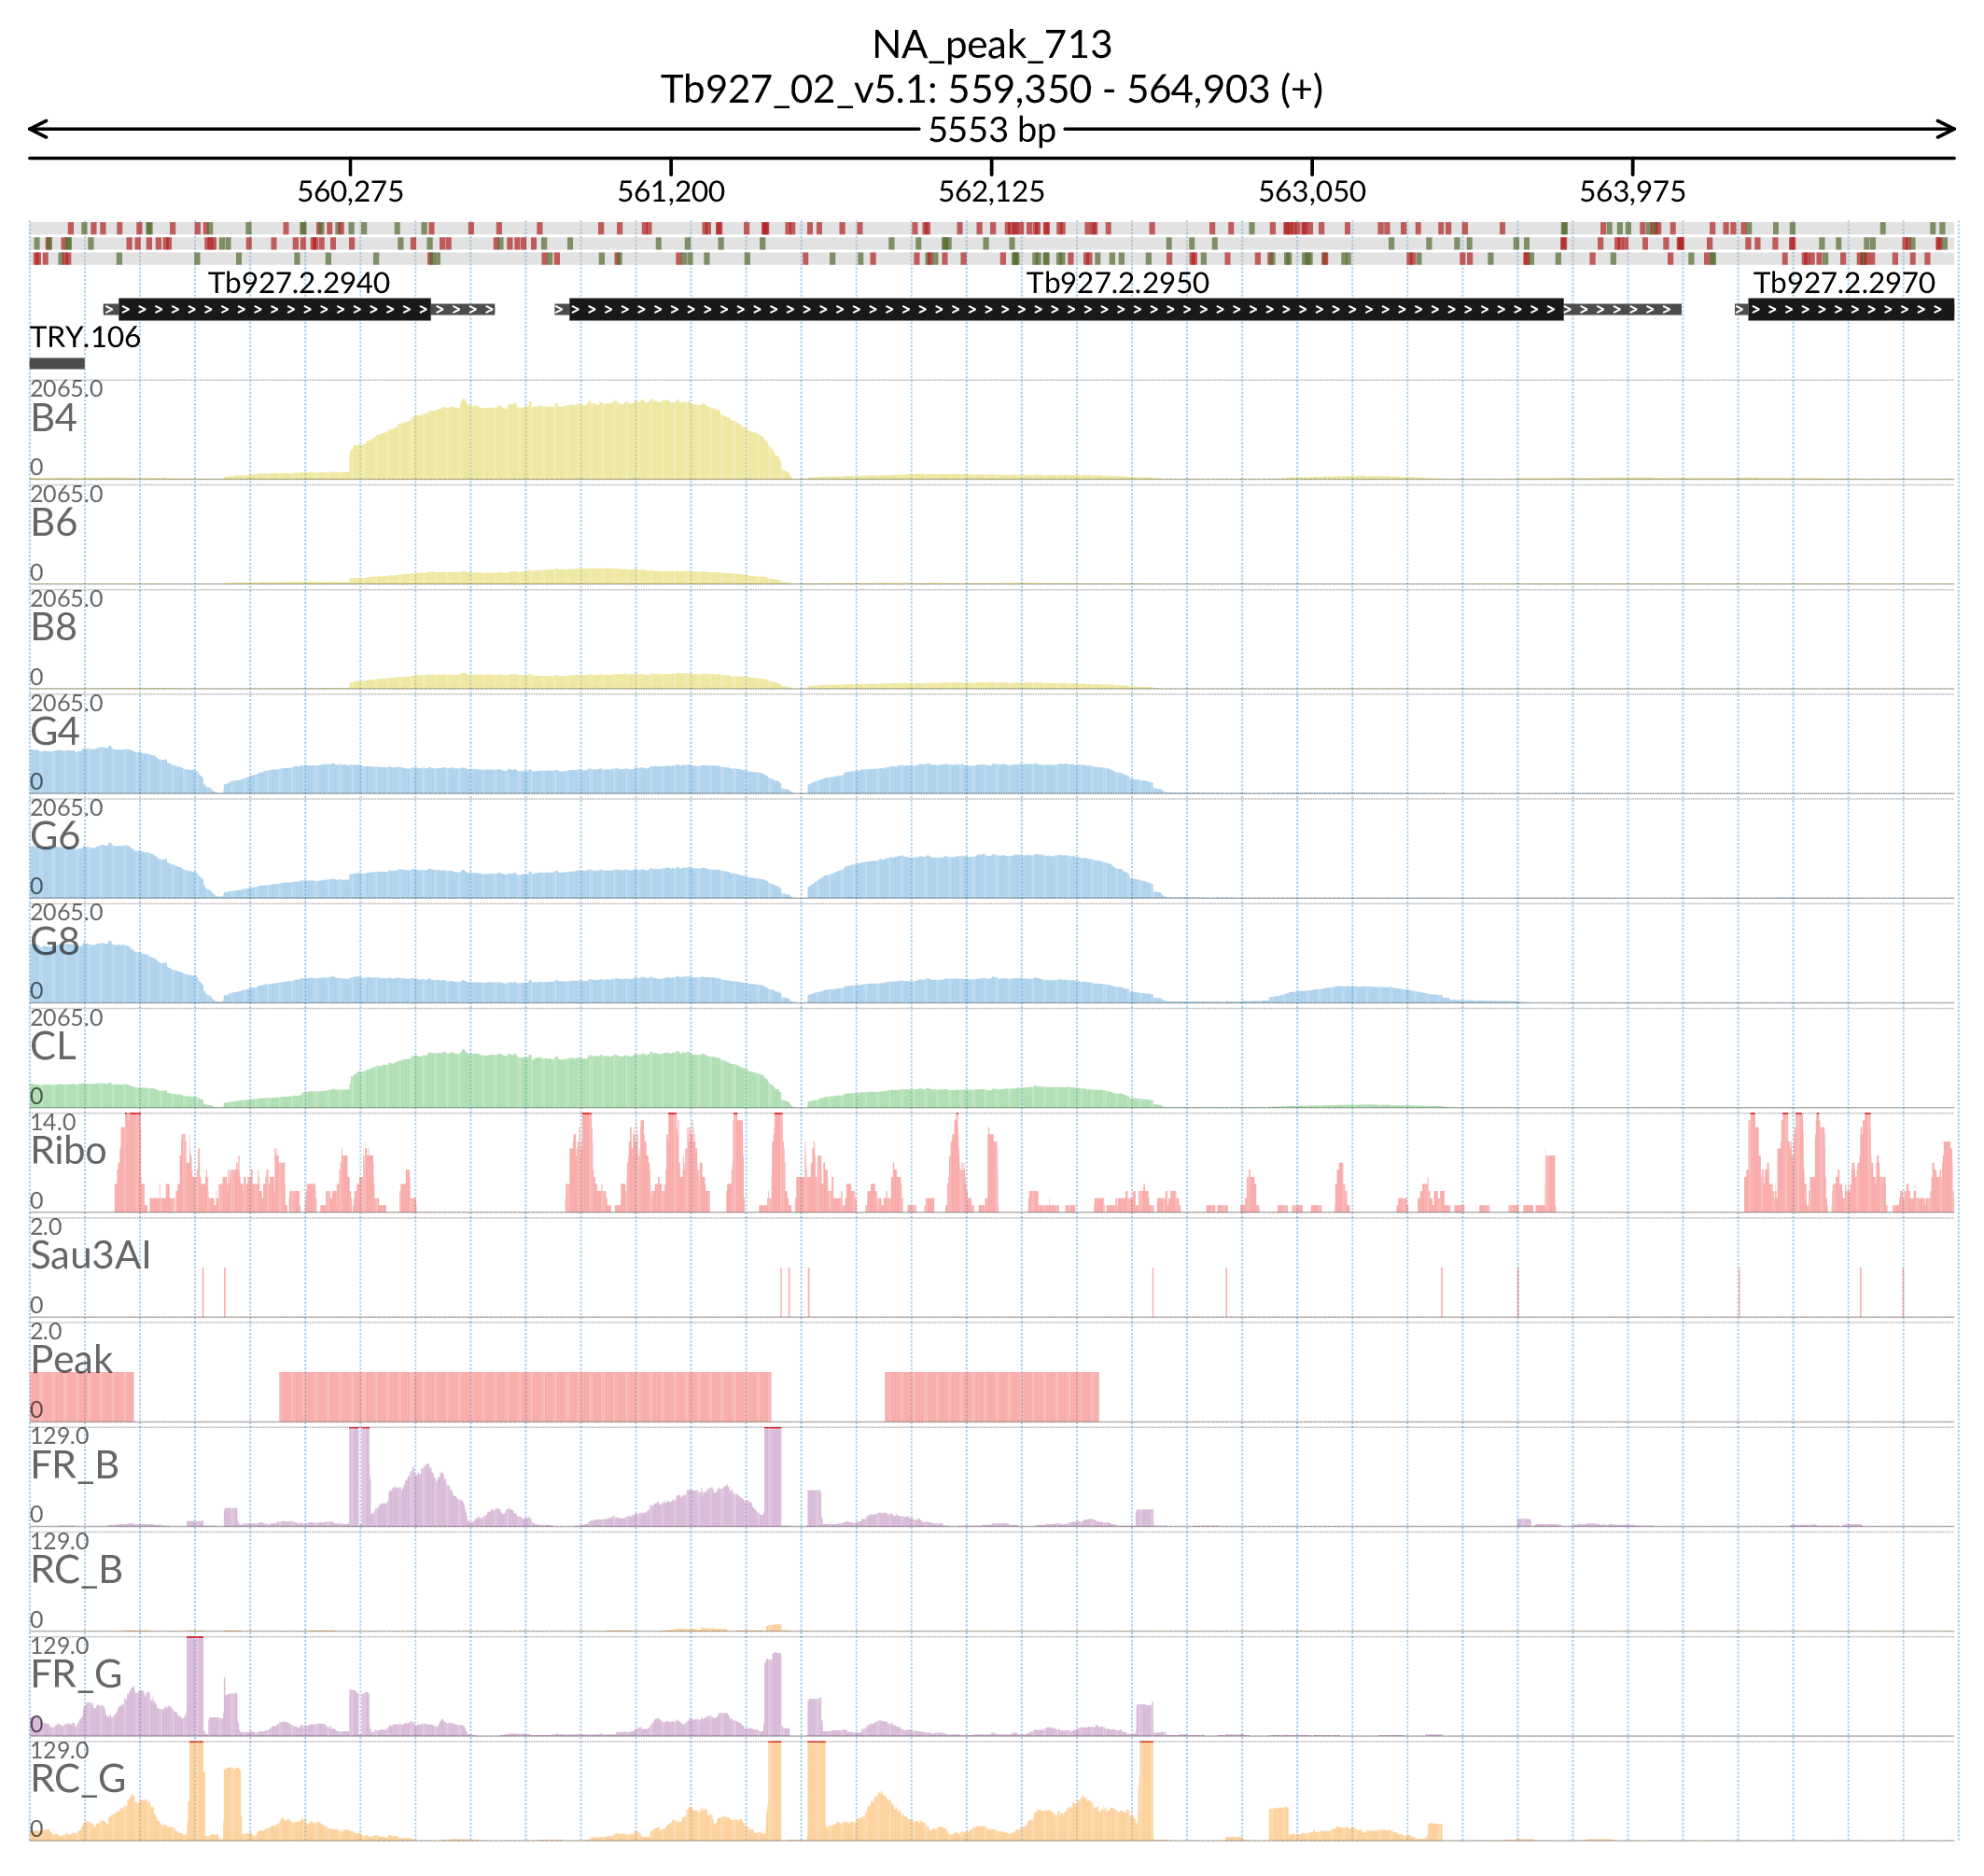 NA_peak_713
Tb927_02_v5.1: 559,350 - 564,903 (+)
5553 bp
560,275 561,200 562,125 563,050 563,975
Tb927.2.2940 Tb927.2.2950 Tb927.2.2970
TRY.106
2065.0
B4
0
2065.0
B6
0
2065.0
B8
0
2065.0
G4
0
2065.0
G6
0
2065.0
G8
0
2065.0
CL
0
14.0
Ribo
0
2.0
Sau3AI
0
2.0
Peak
0
129.0
FR_B
0
129.0
RC_B
0
129.0
FR_G
0
129.0
RC_G
0